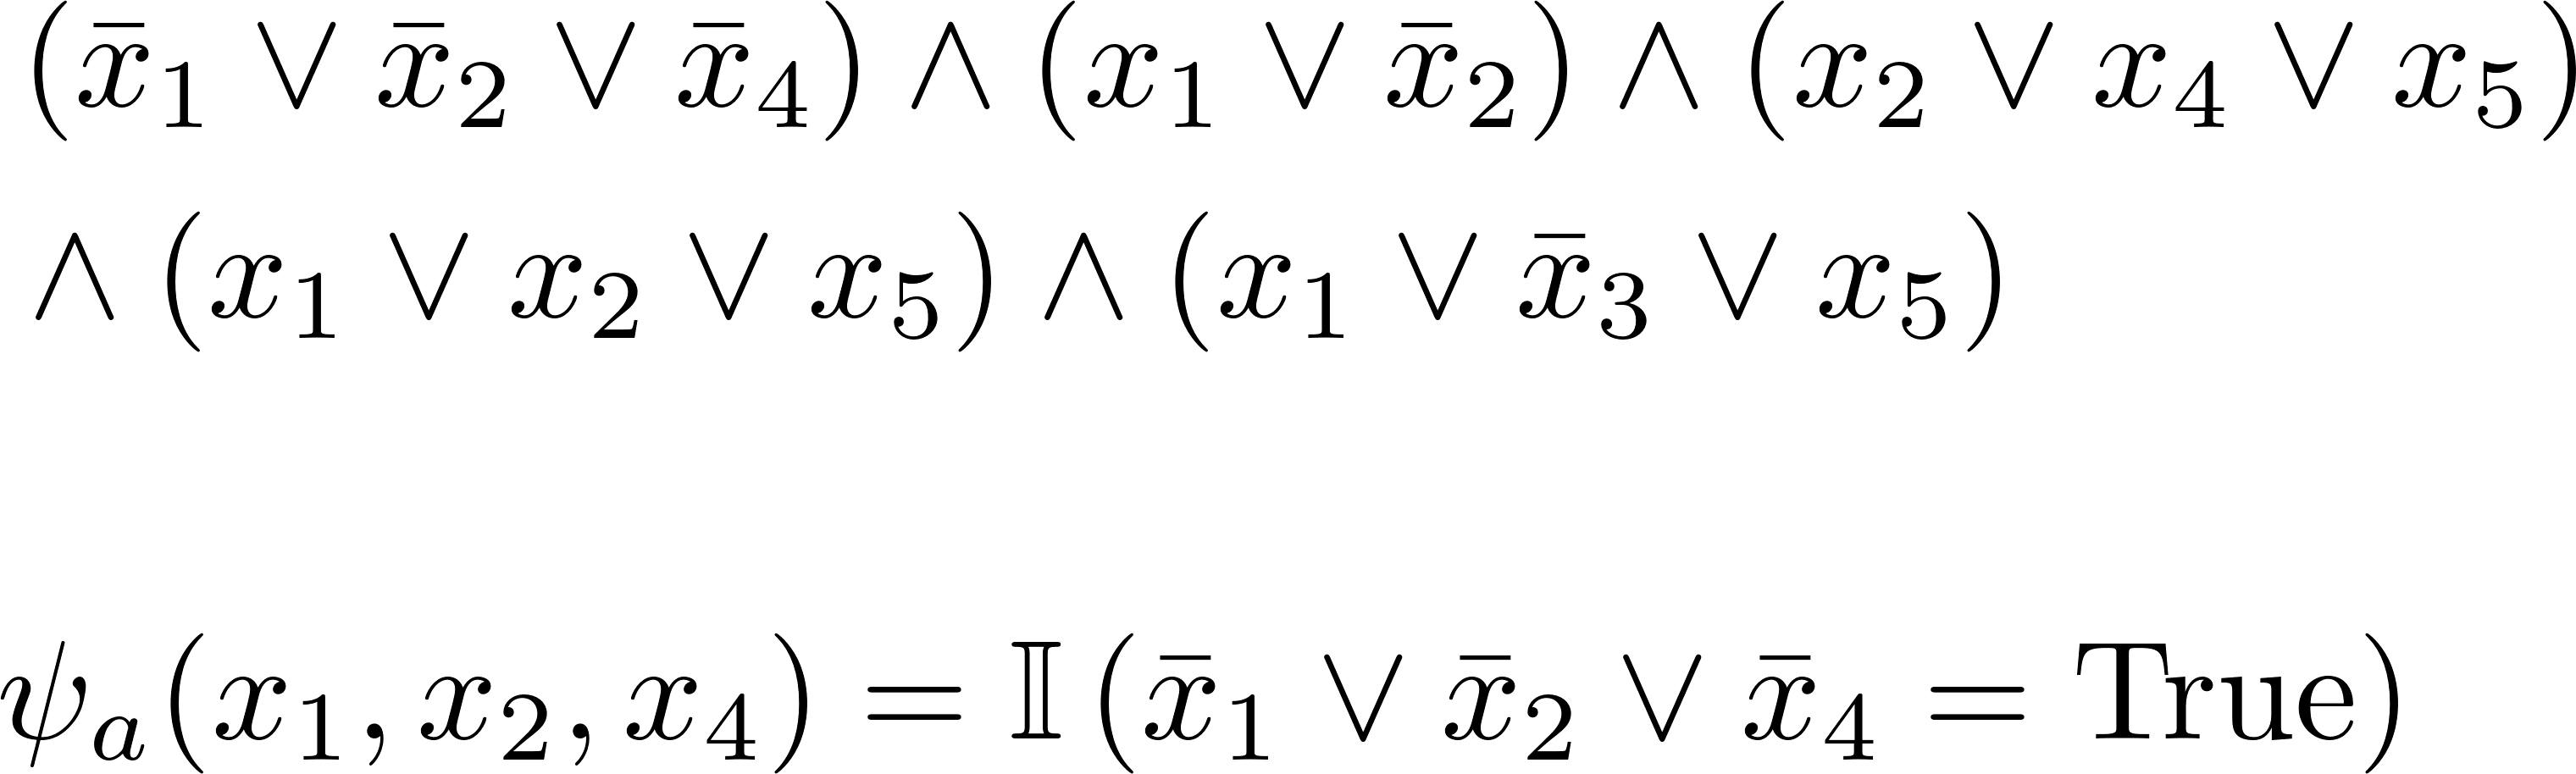 (x̄₁ ∨ x̄₂ ∨ x̄₄) ∧ (x₁ ∨ x̄₂) ∧ (x₂ ∨ x₄ ∨ x₅)
∧ (x₁ ∨ x₂ ∨ x₅) ∧ (x₁ ∨ x̄₃ ∨ x₅)
ψₐ(x₁, x₂, x₄) = 𝕀 (x̄₁ ∨ x̄₂ ∨ x̄₄ = True)